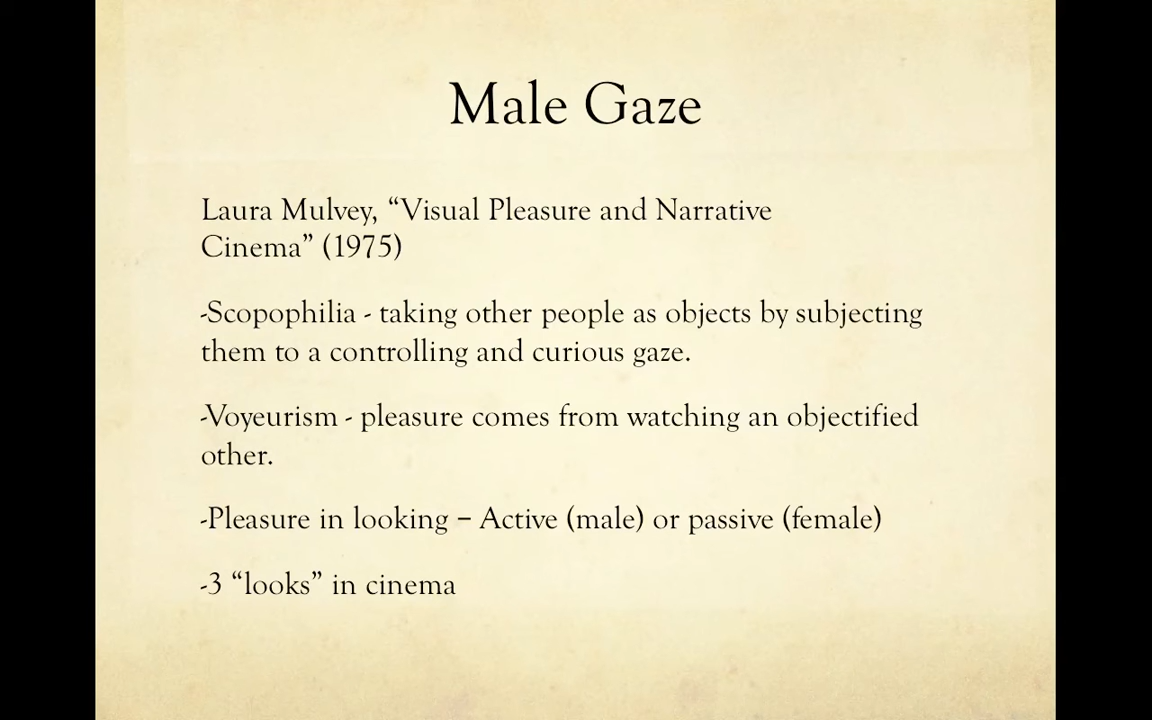 Male Gaze
Laura Mulvey, “Visual Pleasure and Narrative
Cinema” (1975)
-Scopophilia - taking other people as objects by subjecting
them to a controlling and curious gaze.
-Voyeurism - pleasure comes from watching an objectified
other.
-Pleasure in looking – Active (male) or passive (female)
-3 “looks” in cinema